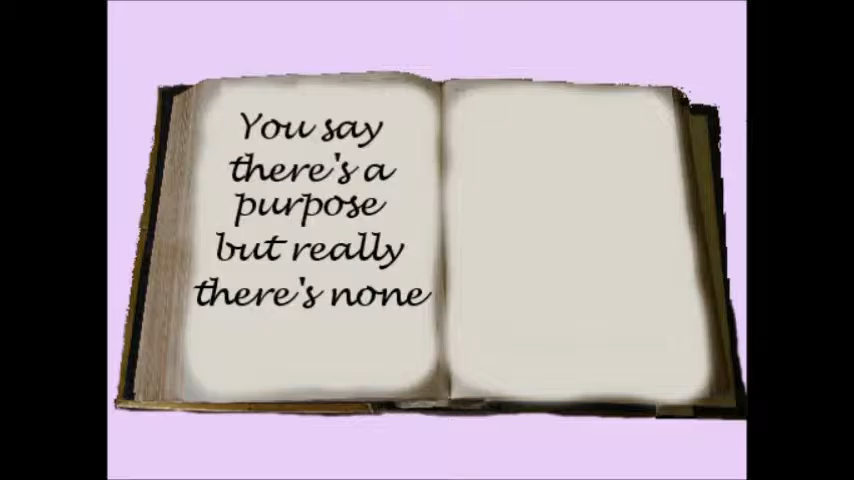 You say
there's a
purpose
but really
there's none